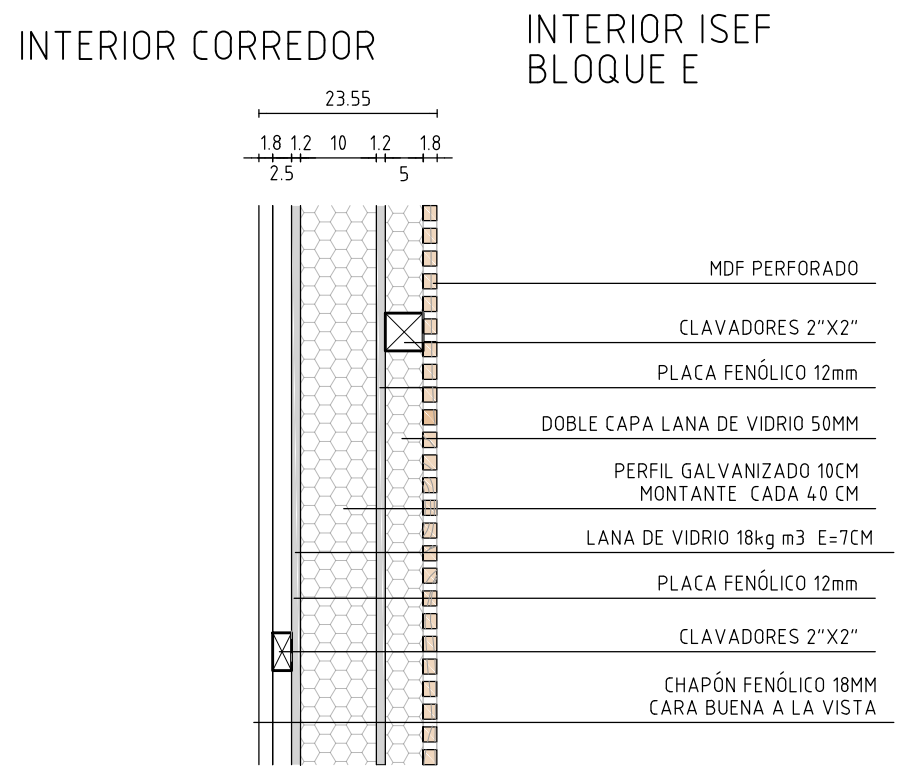 INTERIOR CORREDOR
INTERIOR ISEF
BLOQUE E
23.55
1.8 1.2 10 1.2 1.8
2.5 5
MDF PERFORADO
CLAVADORES 2"X2"
PLACA FENÓLICO 12mm
DOBLE CAPA LANA DE VIDRIO 50MM
PERFIL GALVANIZADO 10CM
MONTANTE CADA 40 CM
LANA DE VIDRIO 18kg m3 E=7CM
PLACA FENÓLICO 12mm
CLAVADORES 2"X2"
CHAPÓN FENÓLICO 18MM
CARA BUENA A LA VISTA